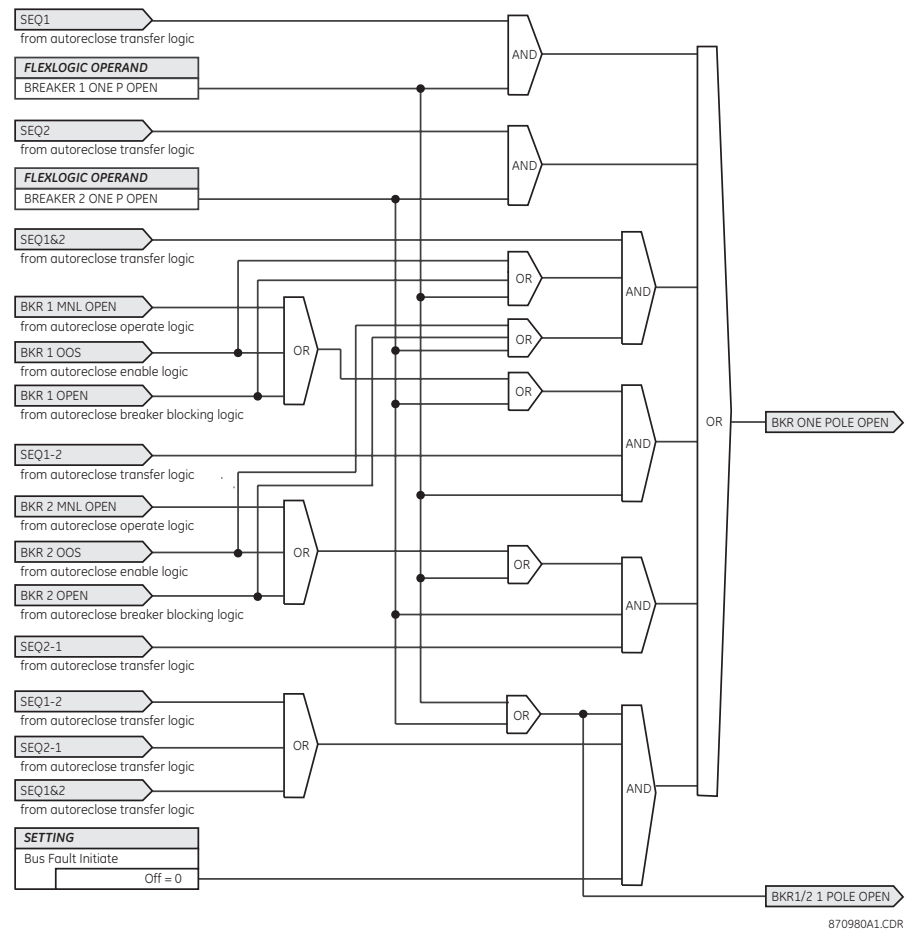 SEQ1
from autoreclose transfer logic
AND
FLEXLOGIC OPERAND
BREAKER 1 ONE P OPEN
SEQ2
from autoreclose transfer logic
AND
FLEXLOGIC OPERAND
BREAKER 2 ONE P OPEN
SEQ1&2
from autoreclose transfer logic
OR
AND
BKR 1 MNL OPEN
from autoreclose operate logic
OR
BKR 1 OOS
OR
from autoreclose enable logic
BKR 1 OPEN
OR
from autoreclose breaker blocking logic
OR
BKR ONE POLE OPEN
AND
SEQ1-2
from autoreclose transfer logic
BKR 2 MNL OPEN
from autoreclose operate logic
BKR 2 OOS
OR
from autoreclose enable logic
OR
BKR 2 OPEN
AND
from autoreclose breaker blocking logic
SEQ2-1
from autoreclose transfer logic
SEQ1-2
from autoreclose transfer logic
OR
SEQ2-1
OR
from autoreclose transfer logic
SEQ1&2
AND
from autoreclose transfer logic
SETTING
Bus Fault Initiate
Off = 0
BKR1/2 1 POLE OPEN
870980A1.CDR